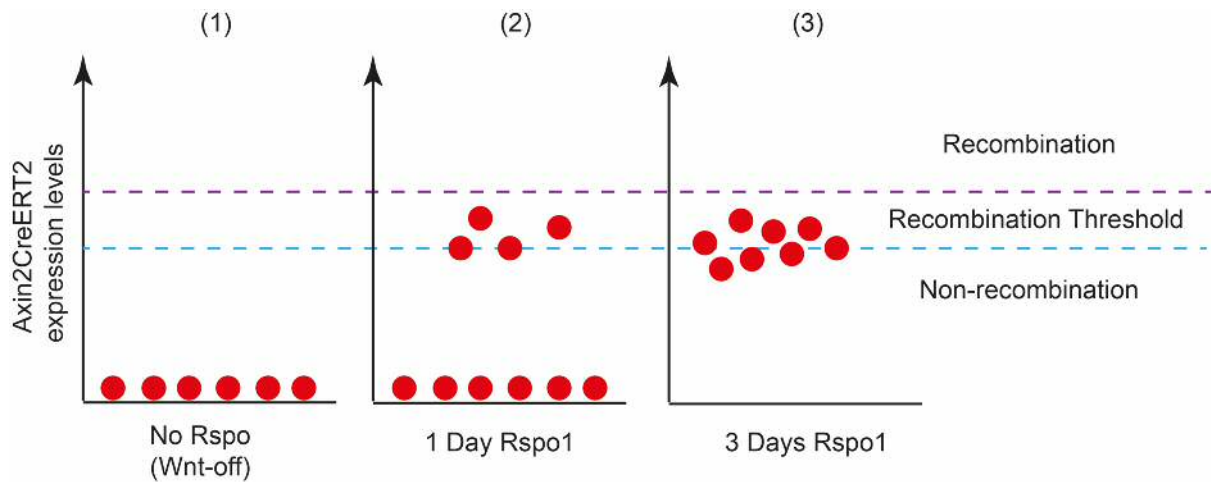 (1)
(2)
(3)
Axin2CreERT2
expression levels
Recombination
Recombination Threshold
Non-recombination
No Rspo
(Wnt-off)
1 Day Rspo1
3 Days Rspo1